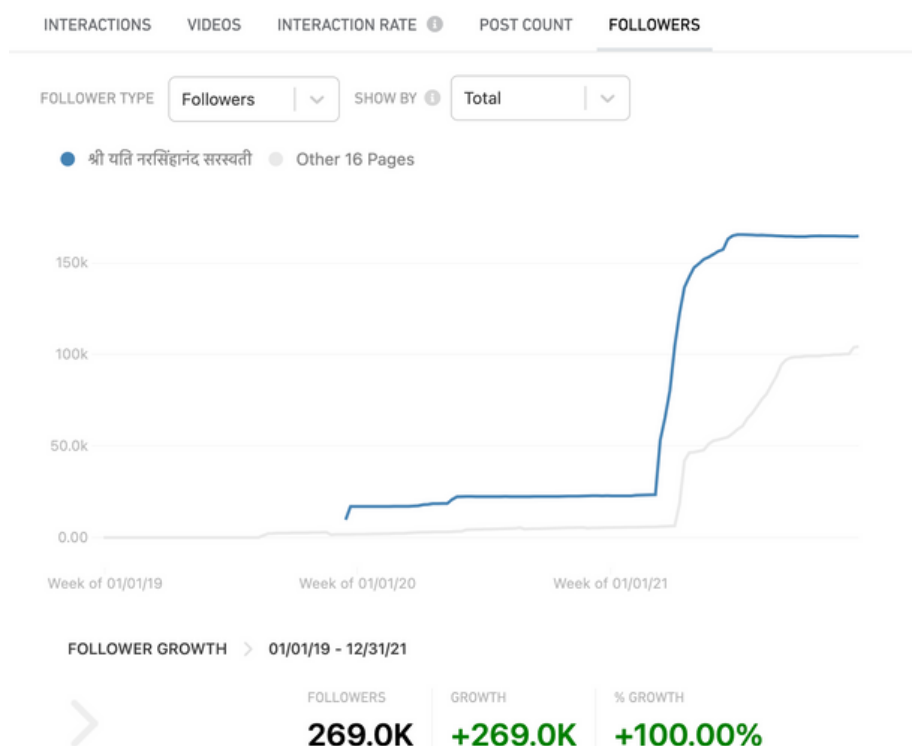 INTERACTIONS VIDEOS INTERACTION RATE POST COUNT FOLLOWERS
FOLLOWER TYPE Followers SHOW BY Total
श्री यति नरसिंहानंद सरस्वती Other 16 Pages
150k
100k
50.0k
0.00
Week of 01/01/19 Week of 01/01/20 Week of 01/01/21
FOLLOWER GROWTH 01/01/19 - 12/31/21
FOLLOWERS GROWTH % GROWTH
269.0K +269.0K +100.00%